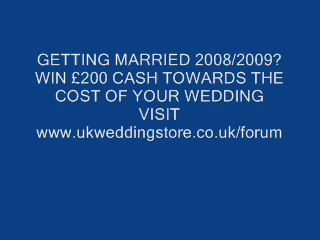 GETTING MARRIED 2008/2009?
WIN £200 CASH TOWARDS THE
COST OF YOUR WEDDING
VISIT
www.ukweddingstore.co.uk/forum